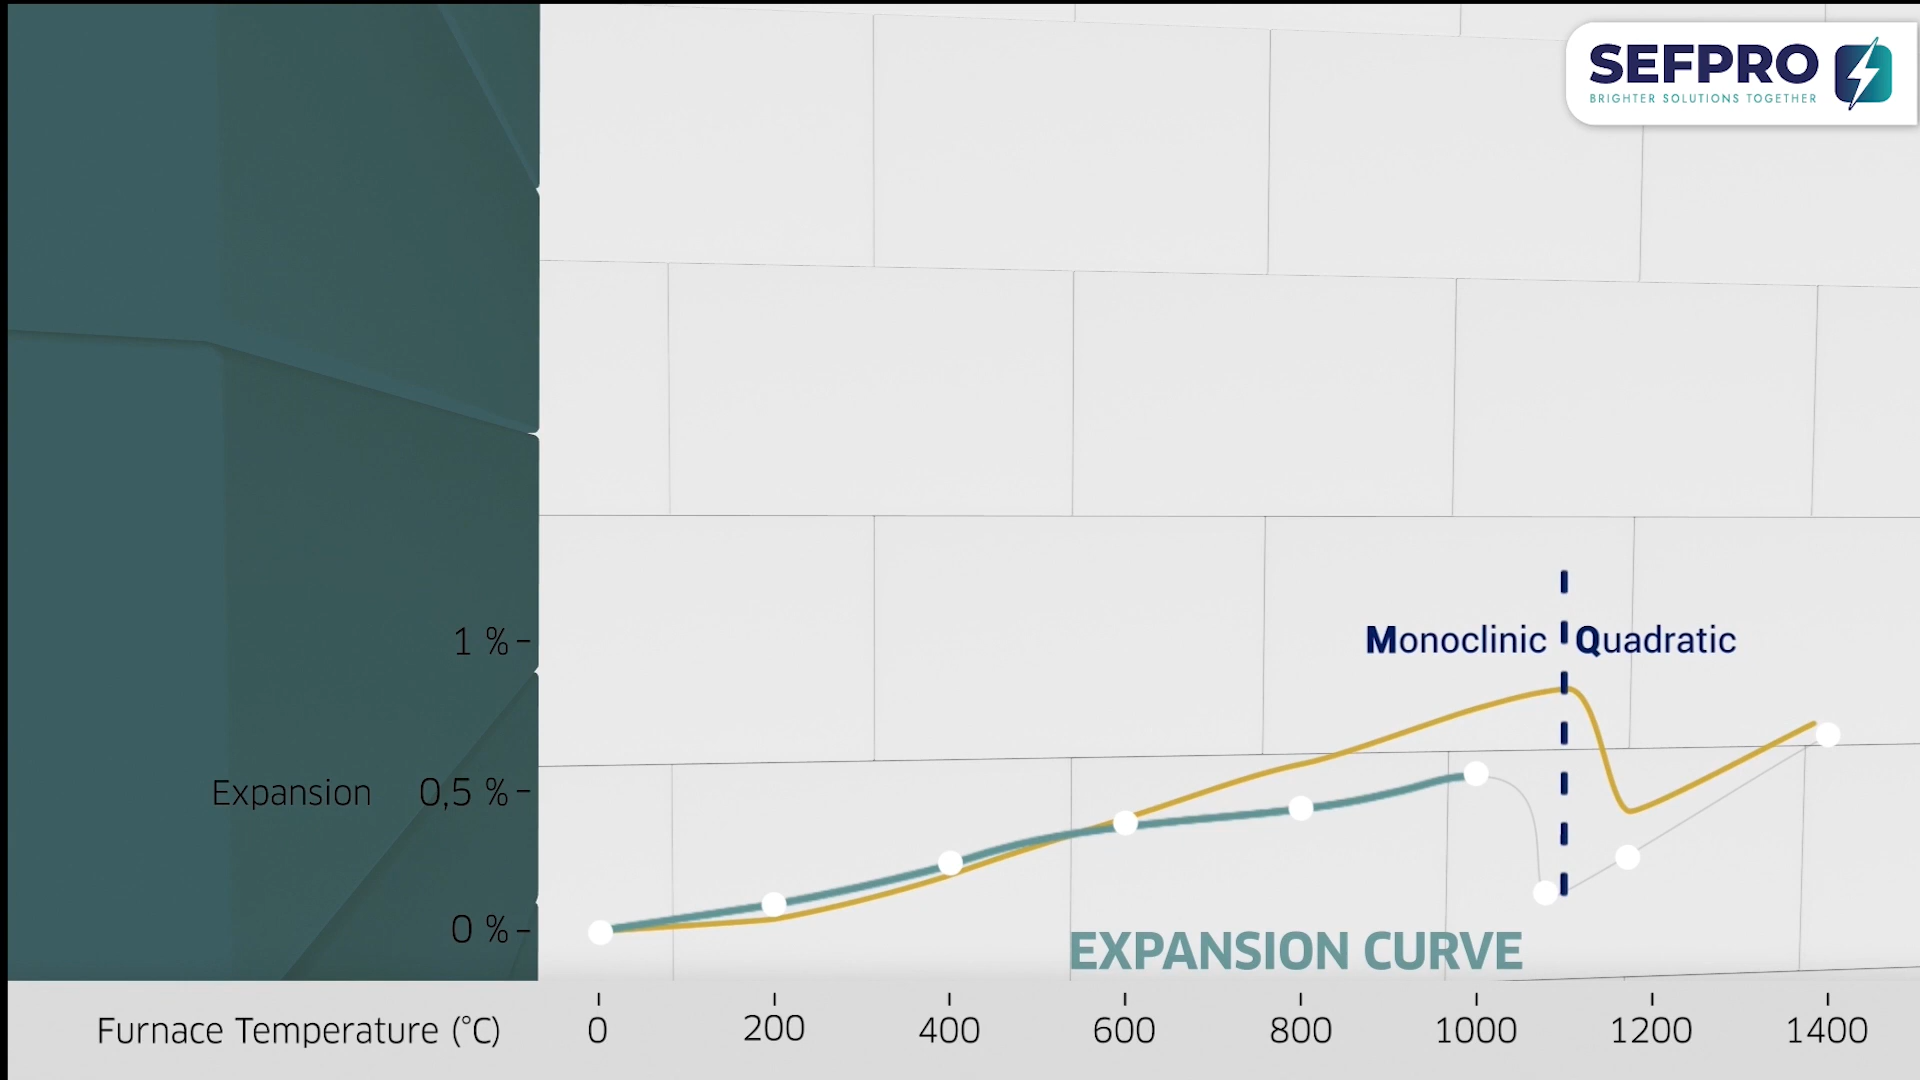 SEFPRO
BRIGHTER SOLUTIONS TOGETHER
1 %
Monoclinic Quadratic
Expansion 0,5 %
0 %
EXPANSION CURVE
Furnace Temperature (°C) 0 200 400 600 800 1000 1200 1400